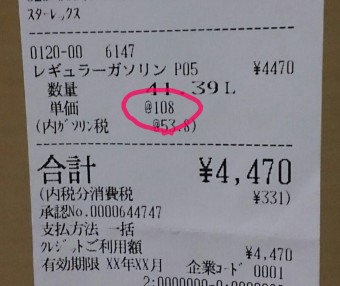 スターレックス
0120-00 6147
レギュラーガソリン P05 ¥4470
数量 41.39L
単価 @108
(内ガソリン税 @53.8)
合計 ¥4,470
(内税分消費税 ¥331)
承認No.0000644747
支払方法 一括
クレジットご利用額 ¥4,470
有効期限 XX年XX月 企業コード 0001